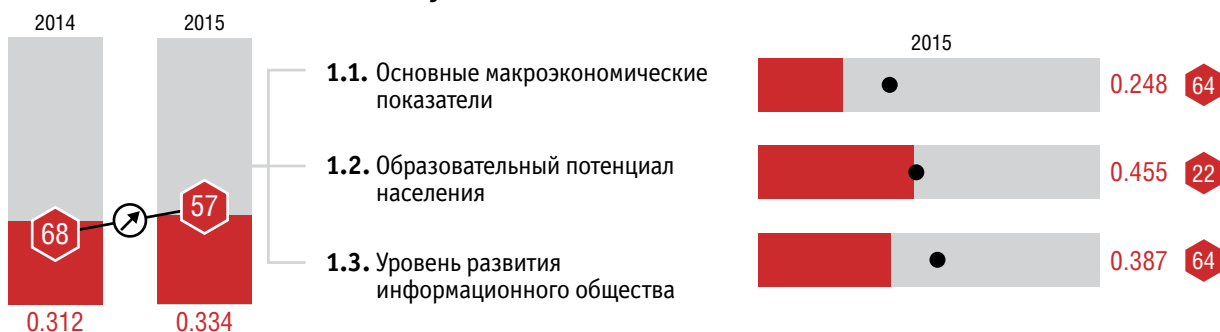 2014
2015
68
57
0.312
0.334
1.1. Основные макроэкономические
показатели
1.2. Образовательный потенциал
населения
1.3. Уровень развития
информационного общества
2015
0.248 64
0.455 22
0.387 64